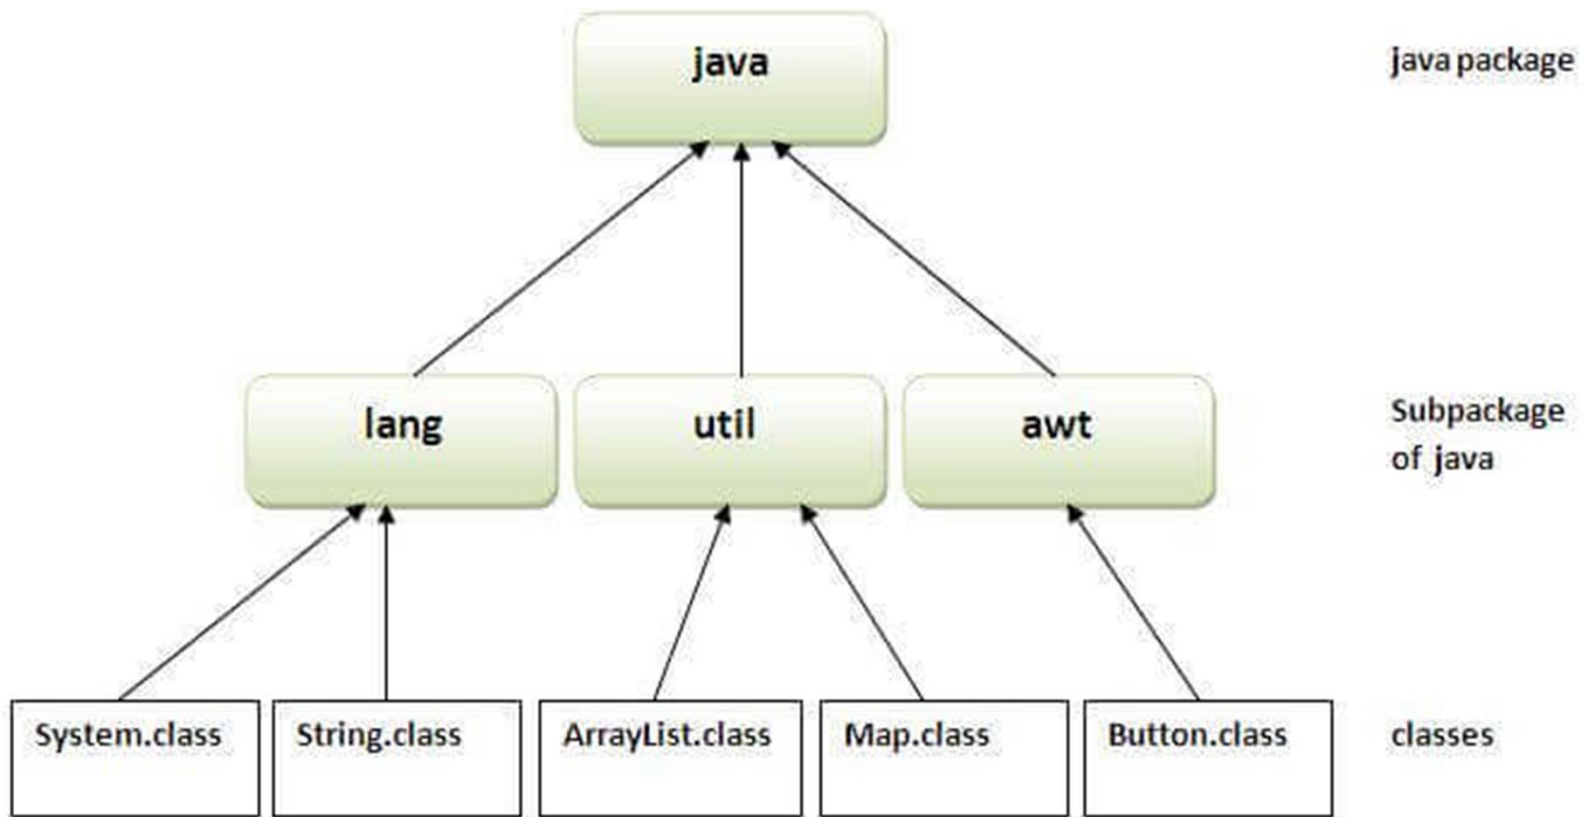 java
java package
lang
util
awt
Subpackage
of java
System.class
String.class
ArrayList.class
Map.class
Button.class
classes